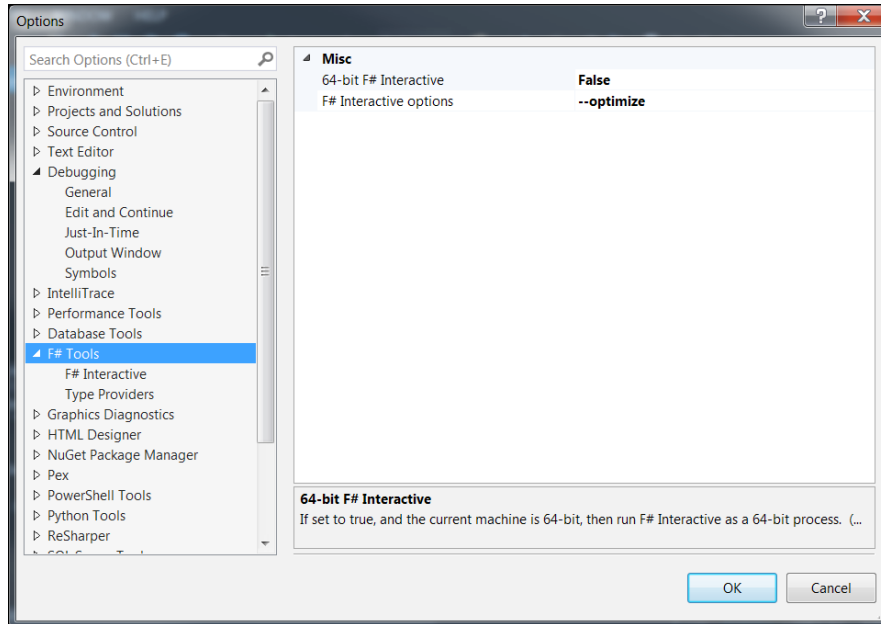 Options
Search Options (Ctrl+E)
Environment
Projects and Solutions
Source Control
Text Editor
Debugging
General
Edit and Continue
Just-In-Time
Output Window
Symbols
IntelliTrace
Performance Tools
Database Tools
F# Tools
F# Interactive
Type Providers
Graphics Diagnostics
HTML Designer
NuGet Package Manager
Pex
PowerShell Tools
Python Tools
ReSharper
Misc
64-bit F# Interactive False
F# Interactive options --optimize
64-bit F# Interactive
If set to true, and the current machine is 64-bit, then run F# Interactive as a 64-bit process. (...
OK Cancel